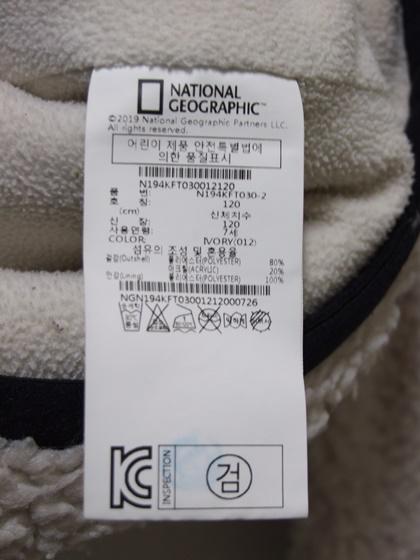 NATIONAL
GEOGRAPHIC™
©2019 National Geographic Partners LLC.
All rights reserved.
어린이 제품 안전특별법에
의한 품질표시
N194KFT030012120
품 번: N194KFT030-2
호 칭: 120
(cm) 신체치수
신 장: 120
사용연령: 7세
COLOR: IVORY(012)
섬유의 조성 및 혼용율
겉감(Outshell) 폴리에스터(POLYESTER) 80%
아크릴(ACRYLIC) 20%
안감(Lining) 폴리에스터(POLYESTER) 100%
NGN194KFT03001212000726
INSPECTION
검